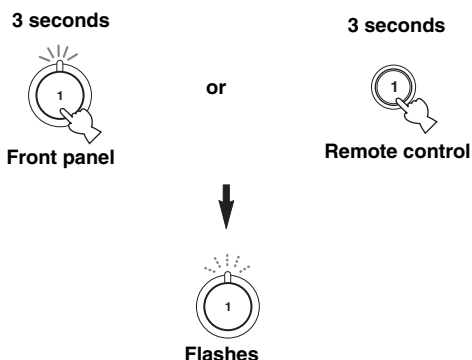 3 seconds
3 seconds
1
or
1
Front panel
Remote control
1
Flashes